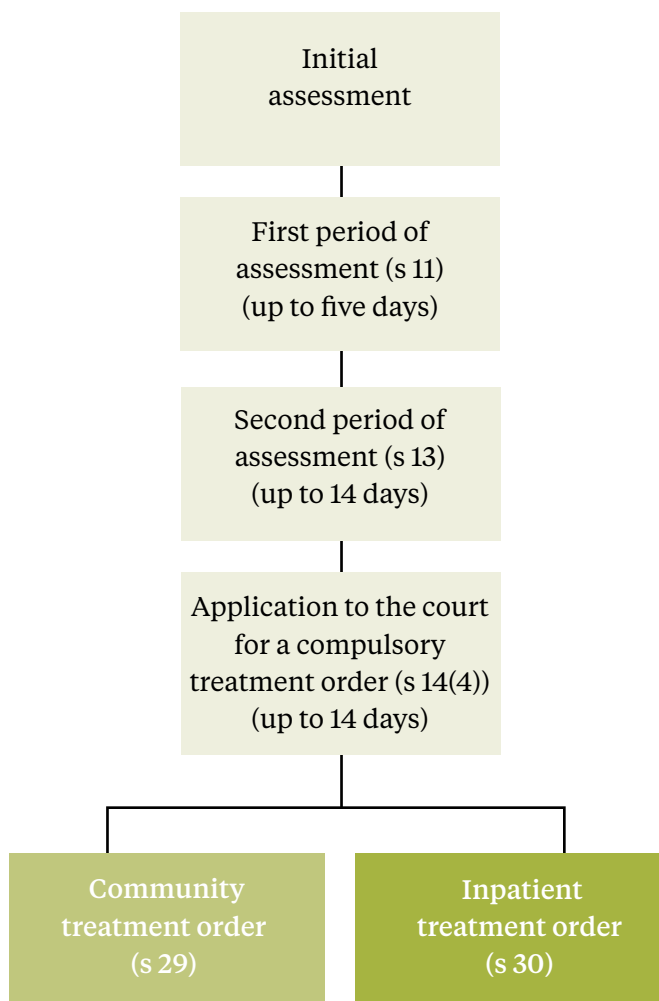 Initial
assessment
First period of
assessment (s 11)
(up to five days)
Second period of
assessment (s 13)
(up to 14 days)
Application to the court
for a compulsory
treatment order (s 14(4))
(up to 14 days)
Community
treatment order
(s 29)
Inpatient
treatment order
(s 30)